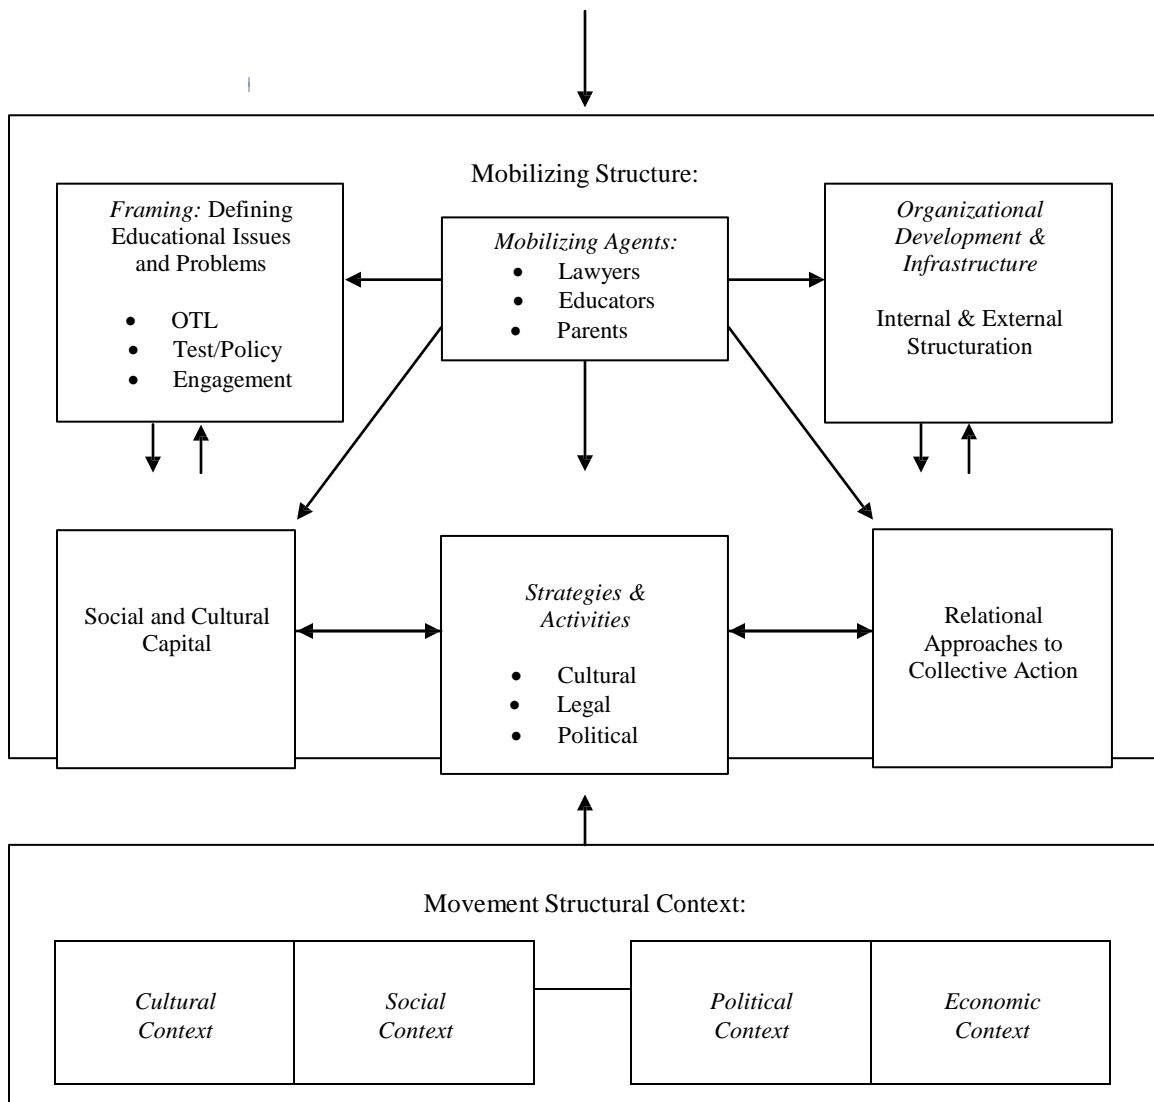 Mobilizing Structure:
Framing: Defining
Educational Issues
and Problems
• OTL
• Test/Policy
• Engagement
Mobilizing Agents:
• Lawyers
• Educators
• Parents
Organizational
Development &
Infrastructure
Internal & External
Structuration
Social and Cultural
Capital
Strategies &
Activities
• Cultural
• Legal
• Political
Relational
Approaches to
Collective Action
Movement Structural Context:
Cultural
Context
Social
Context
Political
Context
Economic
Context